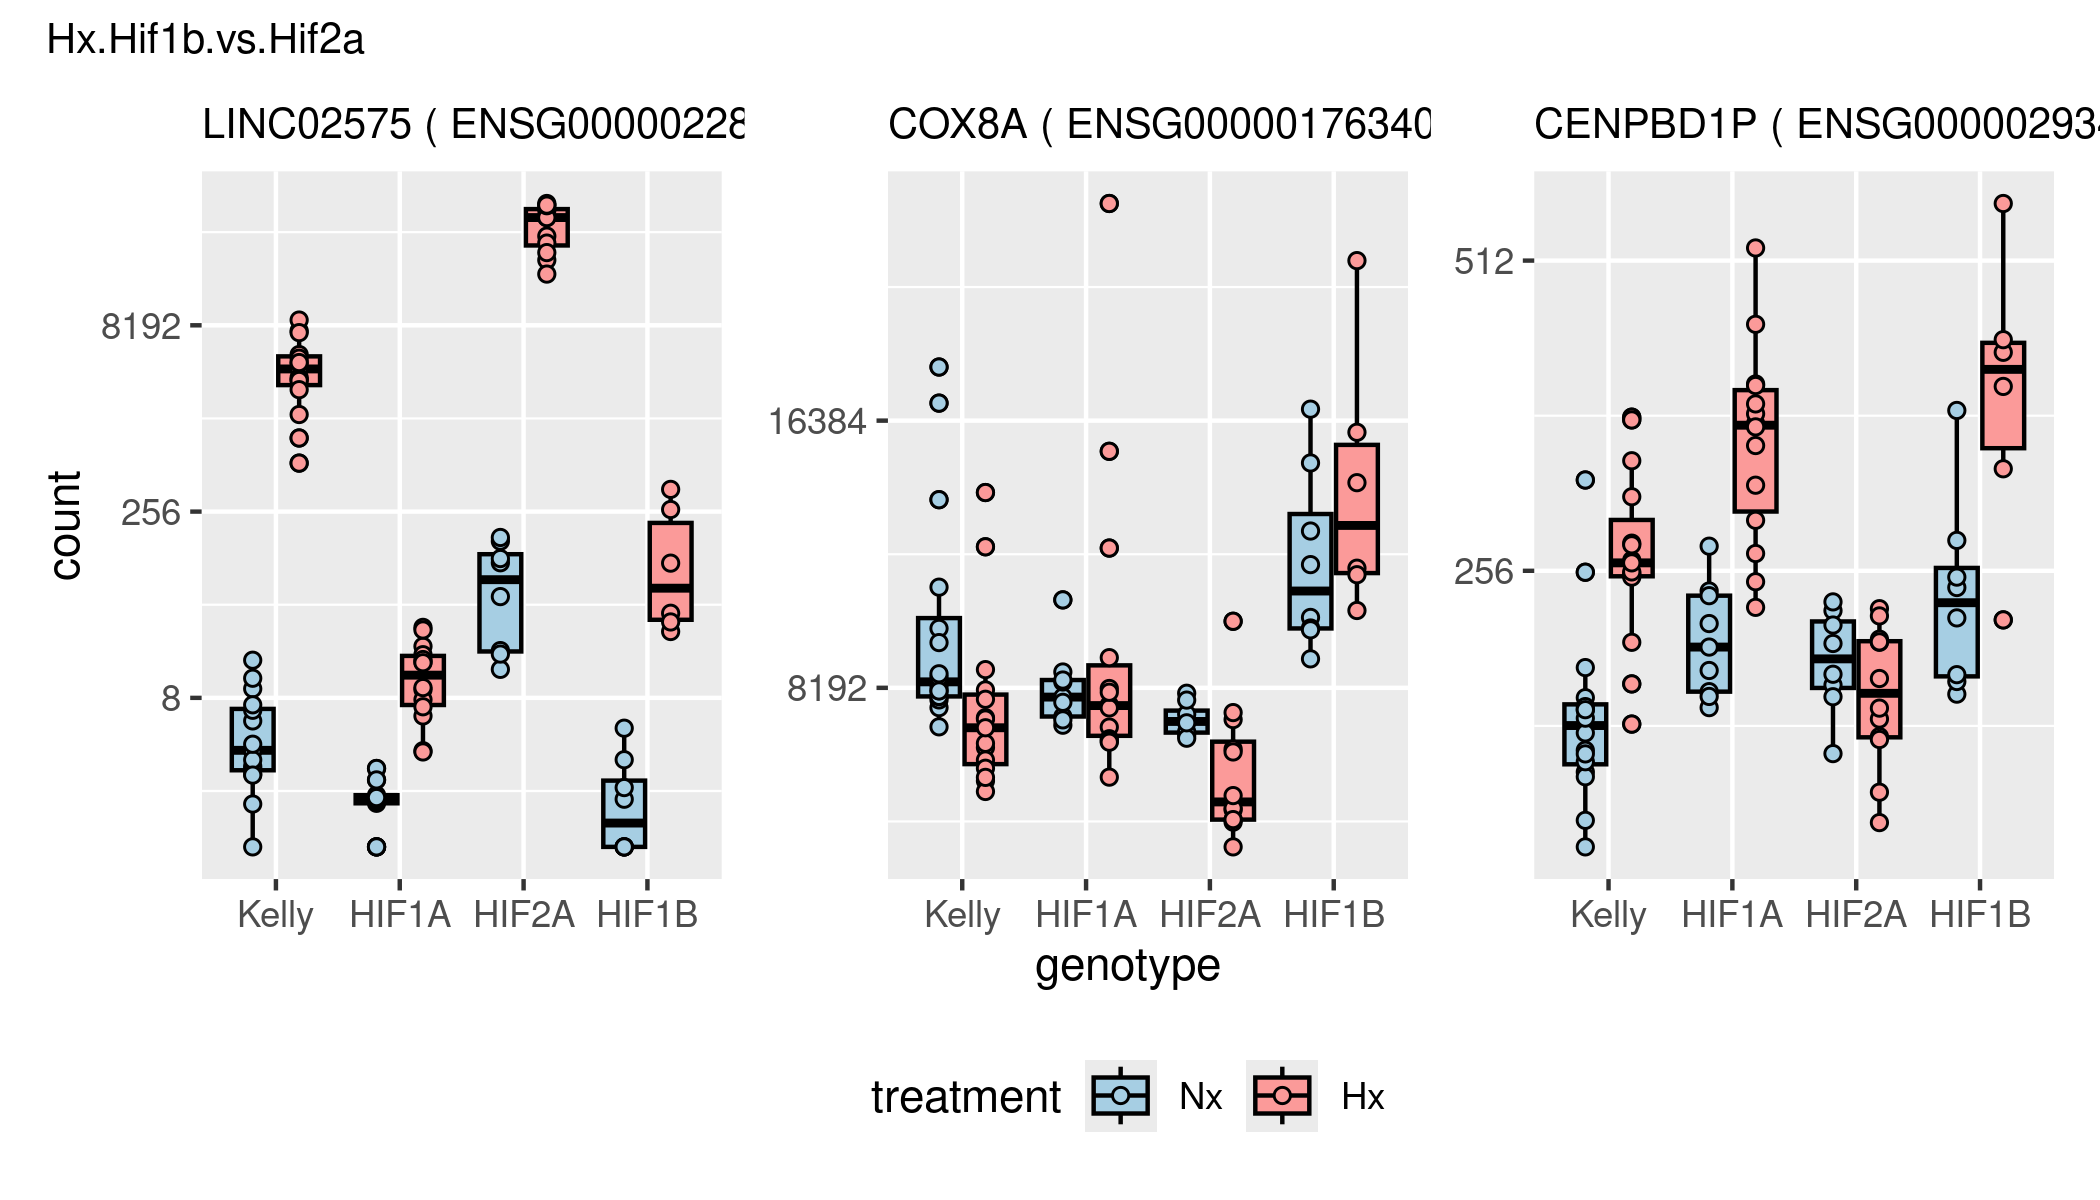 Hx.Hif1b.vs.Hif2a
LINC02575 ( ENSG00000228
COX8A ( ENSG00000176340
CENPBD1P ( ENSG00000293
count
8192
256
8
16384
8192
512
256
Kelly HIF1A HIF2A HIF1B
Kelly HIF1A HIF2A HIF1B
Kelly HIF1A HIF2A HIF1B
genotype
treatment Nx Hx